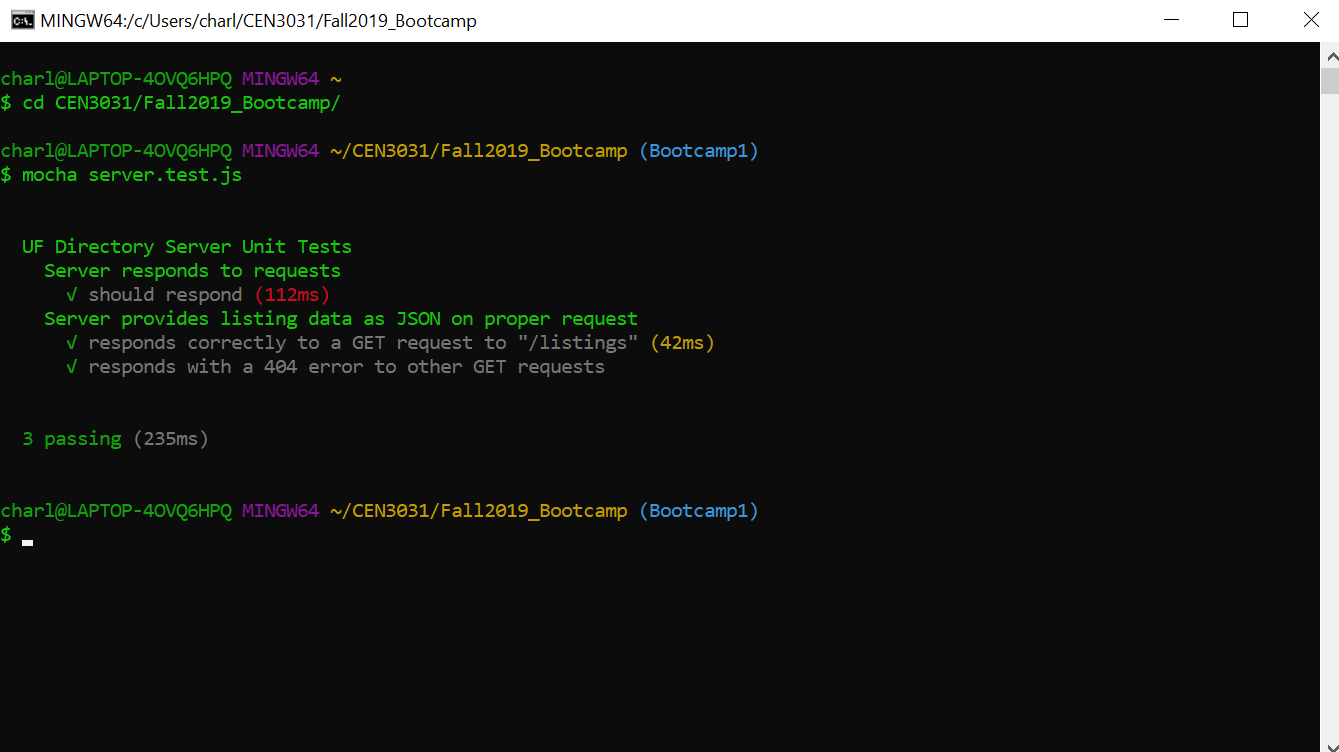 MINGW64:/c/Users/charl/CEN3031/Fall2019_Bootcamp
charl@LAPTOP-4OVQ6HPQ MINGW64 ~
$ cd CEN3031/Fall2019_Bootcamp/
charl@LAPTOP-4OVQ6HPQ MINGW64 ~/CEN3031/Fall2019_Bootcamp (Bootcamp1)
$ mocha server.test.js
UF Directory Server Unit Tests
Server responds to requests
√ should respond (112ms)
Server provides listing data as JSON on proper request
√ responds correctly to a GET request to "/listings" (42ms)
√ responds with a 404 error to other GET requests
3 passing (235ms)
charl@LAPTOP-4OVQ6HPQ MINGW64 ~/CEN3031/Fall2019_Bootcamp (Bootcamp1)
$